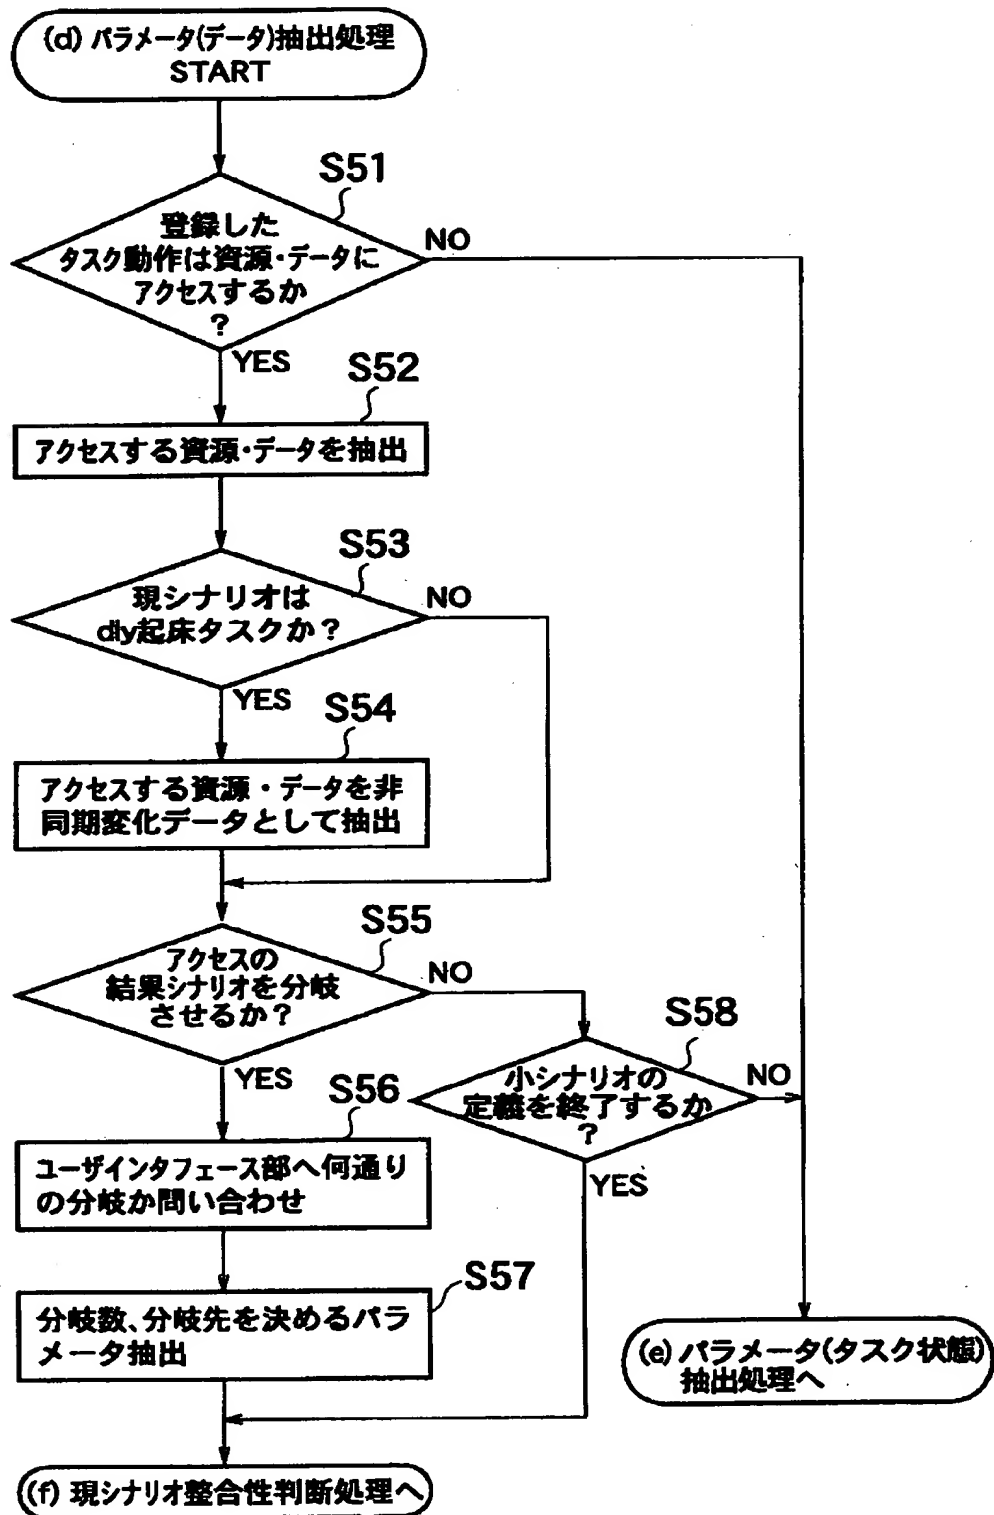 (d) パラメータ(データ)抽出処理
START
S51
登録した
タスク動作は資源・データに
アクセスするか
?
NO
YES
S52
アクセスする資源・データを抽出
S53
現シナリオは
dly起床タスクか?
NO
YES
S54
アクセスする資源・データを非
同期変化データとして抽出
S55
アクセスの
結果シナリオを分岐
させるか?
NO
YES
S58
小シナリオの
定義を終了するか
?
NO
YES
S56
ユーザインタフェース部へ何通り
の分岐か問い合わせ
S57
分岐数、分岐先を決めるパラ
メータ抽出
(e) パラメータ(タスク状態)
抽出処理へ
(f) 現シナリオ整合性判断処理へ